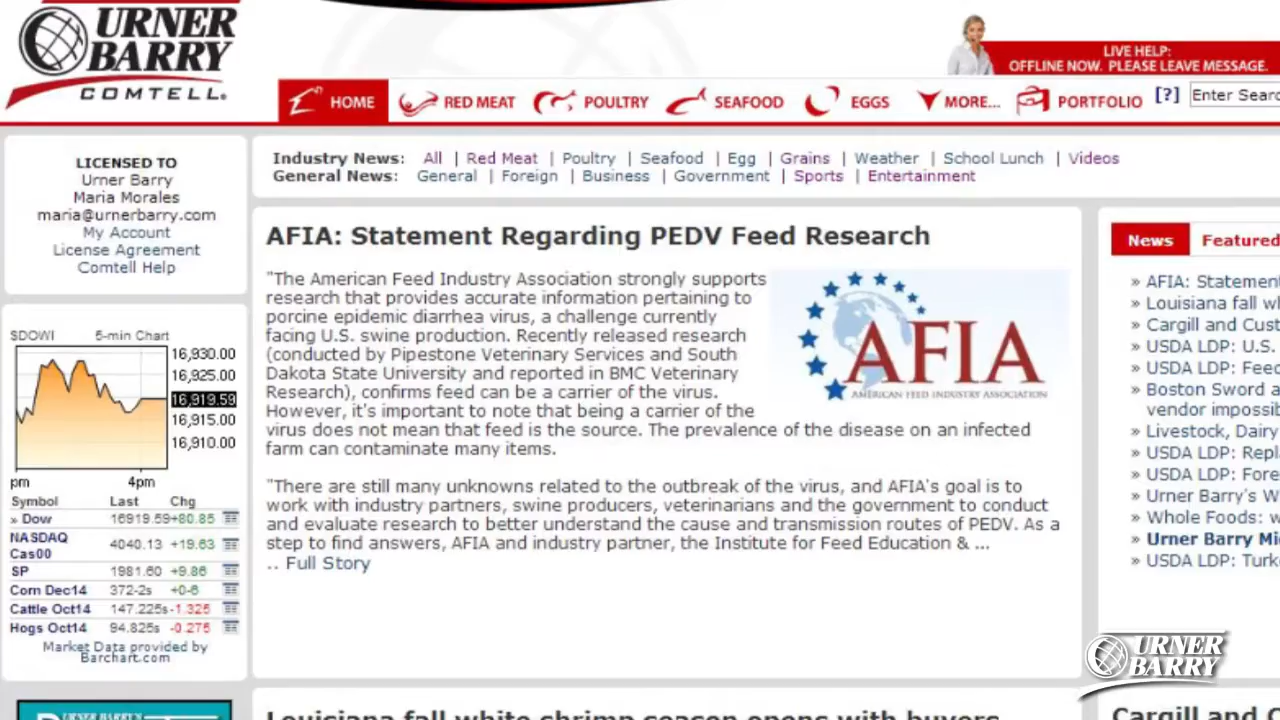 URNER
BARRY
COMTELL
LIVE HELP:
OFFLINE NOW. PLEASE LEAVE MESSAGE.
HOME
RED MEAT
POULTRY
SEAFOOD
EGGS
MORE...
PORTFOLIO
[?]
Enter Searc
LICENSED TO
Urner Barry
Maria Morales
maria@urnerbarry.com
My Account
License Agreement
Comtell Help
Industry News: All | Red Meat | Poultry | Seafood | Egg | Grains | Weather | School Lunch | Videos
General News: General | Foreign | Business | Government | Sports | Entertainment
$DOWI 5-min Chart
16,930.00
16,925.00
16,919.59
16,915.00
16,910.00
pm 4pm
Symbol Last Chg
» Dow 16919.59 +80.85
NASDAQ
Cas00 4040.13 +19.63
SP 1981.60 +9.86
Corn Dec14 372-2s +0-6
Cattle Oct14 147.225s -1.325
Hogs Oct14 94.825s -0.275
Market Data provided by
Barchart.com
URNER BARRY'S
AFIA: Statement Regarding PEDV Feed Research
"The American Feed Industry Association strongly supports
research that provides accurate information pertaining to
porcine epidemic diarrhea virus, a challenge currently
facing U.S. swine production. Recently released research
(conducted by Pipestone Veterinary Services and South
Dakota State University and reported in BMC Veterinary
Research), confirms feed can be a carrier of the virus.
However, it's important to note that being a carrier of the
virus does not mean that feed is the source. The prevalence of the disease on an infected
farm can contaminate many items.
AFIA
AMERICAN FEED INDUSTRY ASSOCIATION
"There are still many unknowns related to the outbreak of the virus, and AFIA's goal is to
work with industry partners, swine producers, veterinarians and the government to conduct
and evaluate research to better understand the cause and transmission routes of PEDV. As a
step to find answers, AFIA and industry partner, the Institute for Feed Education & ...
.. Full Story
Louisiana fall white shrimp season opens with buyers
News Featured
» AFIA: Statement
» Louisiana fall wh
» Cargill and Cust
» USDA LDP: U.S.
» USDA LDP: Feed
» Boston Sword a
vendor impossib
» Livestock, Dairy
» USDA LDP: Repl
» USDA LDP: Fore
» Urner Barry's W
» Whole Foods: w
» Urner Barry Mi
» USDA LDP: Turk
URNER
BARRY
Cargill and C